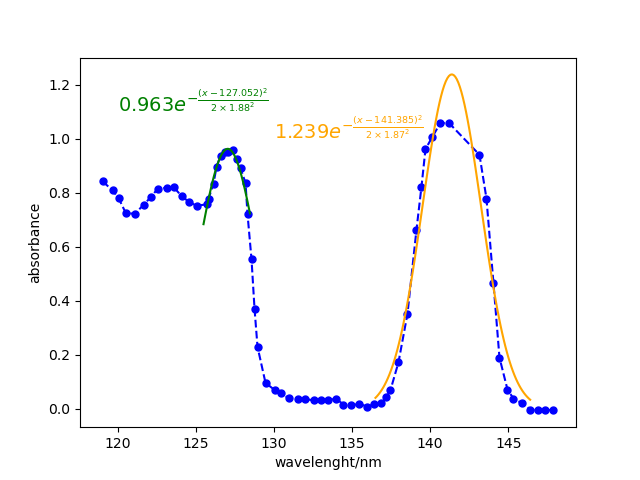 0.963e^{-\frac{(x-127.052)^2}{2\times1.88^2}}
1.239e^{-\frac{(x-141.385)^2}{2\times1.87^2}}
1.2
1.0
0.8
0.6
0.4
0.2
0.0
absorbance
120 125 130 135 140 145
wavelenght/nm